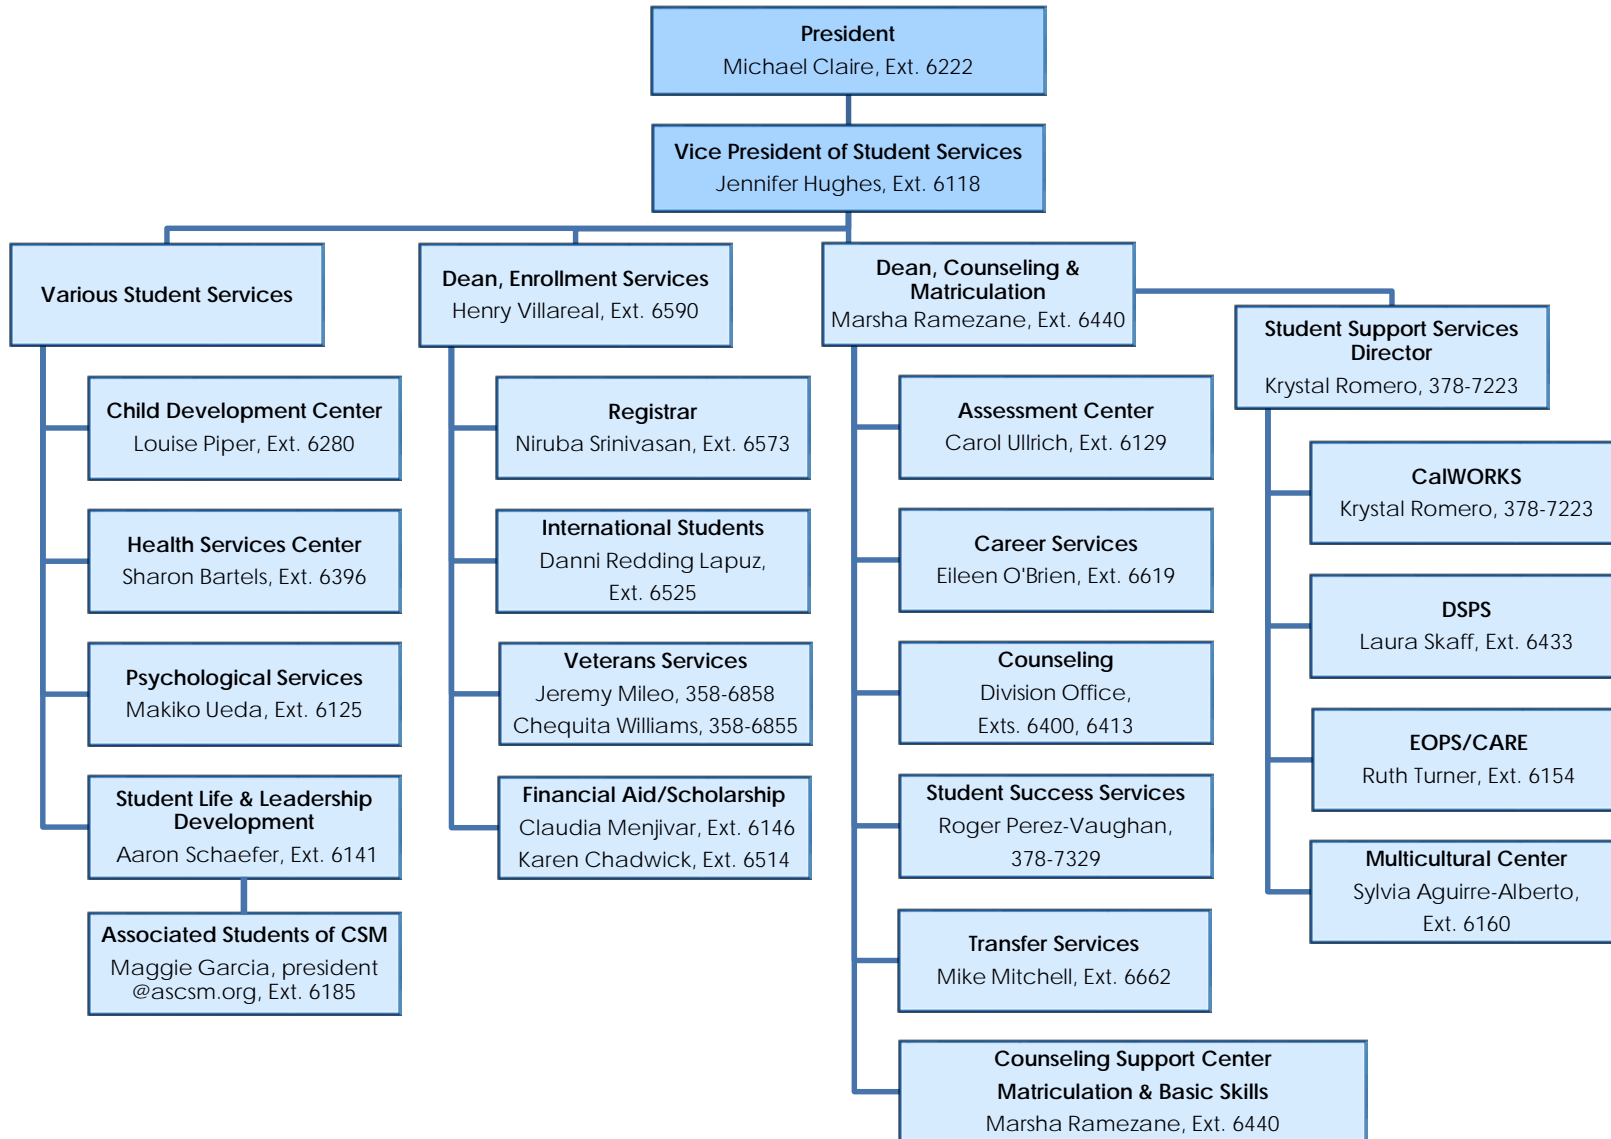 President
Michael Claire, Ext. 6222
Vice President of Student Services
Jennifer Hughes, Ext. 6118
Various Student Services
Child Development Center
Louise Piper, Ext. 6280
Health Services Center
Sharon Bartels, Ext. 6396
Psychological Services
Makiko Ueda, Ext. 6125
Student Life & Leadership
Development
Aaron Schaefer, Ext. 6141
Associated Students of CSM
Maggie Garcia, president
@ascsm.org, Ext. 6185
Dean, Enrollment Services
Henry Villareal, Ext. 6590
Registrar
Niruba Srinivasan, Ext. 6573
International Students
Danni Redding Lapuz,
Ext. 6525
Veterans Services
Jeremy Mileo, 358-6858
Chequita Williams, 358-6855
Financial Aid/Scholarship
Claudia Menjivar, Ext. 6146
Karen Chadwick, Ext. 6514
Dean, Counseling &
Matriculation
Marsha Ramezane, Ext. 6440
Assessment Center
Carol Ullrich, Ext. 6129
Career Services
Eileen O'Brien, Ext. 6619
Counseling
Division Office,
Exts. 6400, 6413
Student Success Services
Roger Perez-Vaughan,
378-7329
Transfer Services
Mike Mitchell, Ext. 6662
Counseling Support Center
Matriculation & Basic Skills
Marsha Ramezane, Ext. 6440
Student Support Services
Director
Krystal Romero, 378-7223
CalWORKS
Krystal Romero, 378-7223
DSPS
Laura Skaff, Ext. 6433
EOPS/CARE
Ruth Turner, Ext. 6154
Multicultural Center
Sylvia Aguirre-Alberto,
Ext. 6160